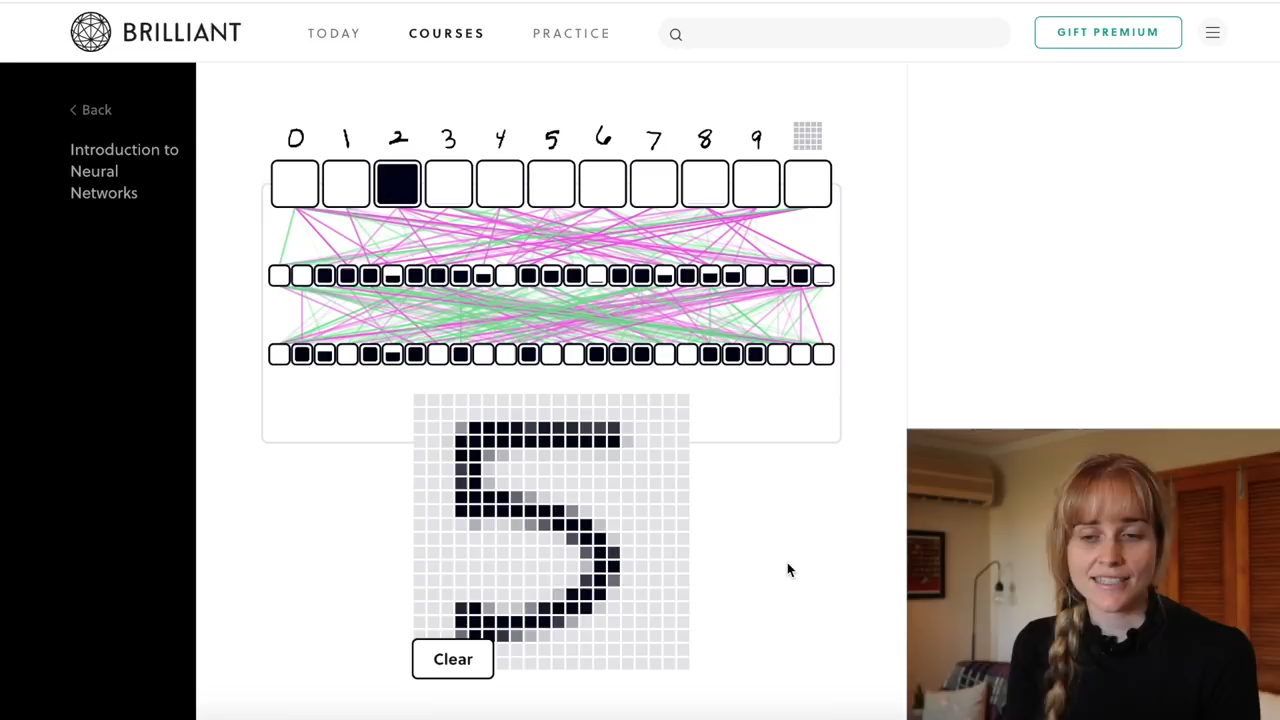 BRILLIANT TODAY COURSES PRACTICE GIFT PREMIUM
< Back
Introduction to
Neural
Networks
0 1 2 3 4 5 6 7 8 9
5
Clear